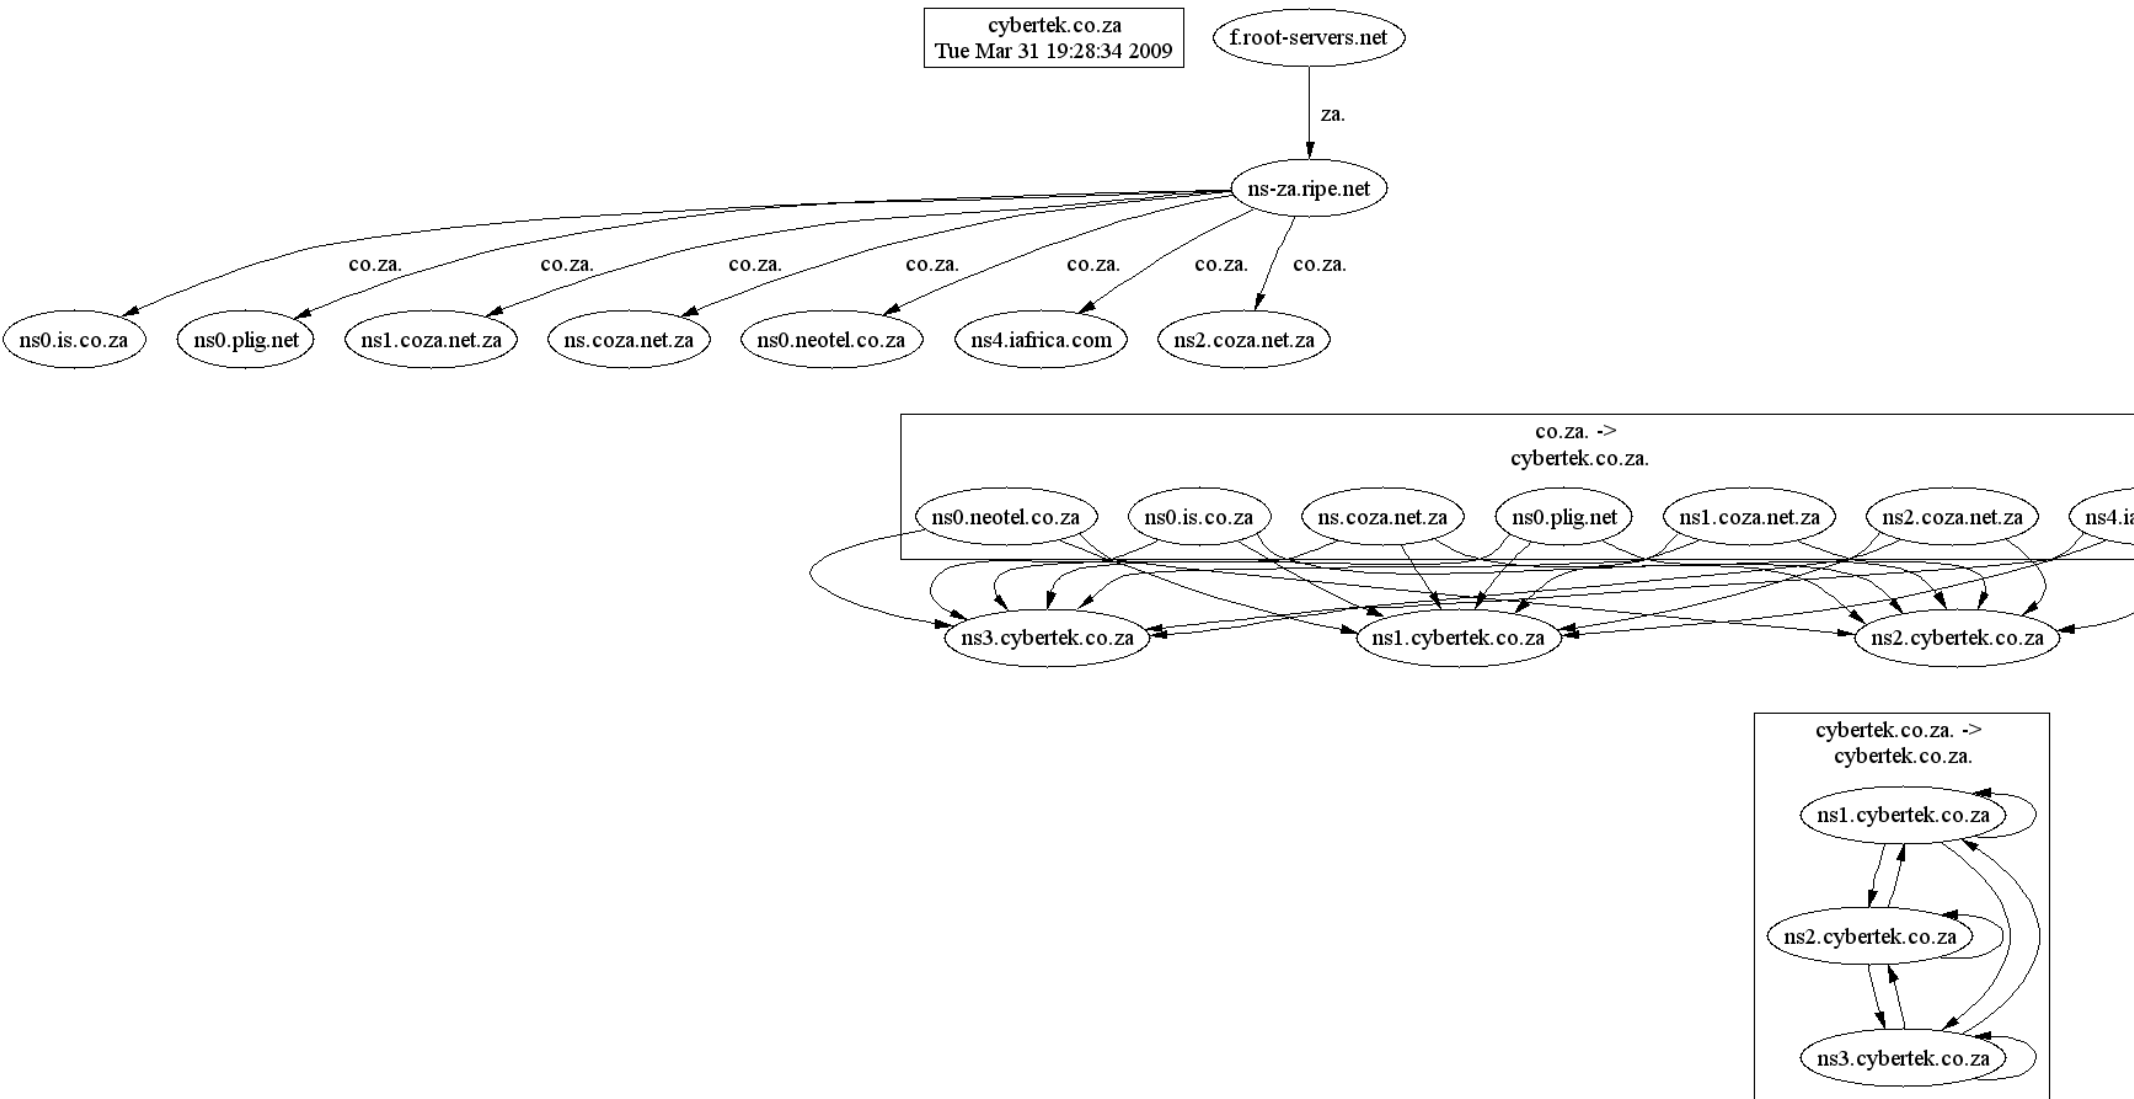 cybertek.co.za
Tue Mar 31 19:28:34 2009
f.root-servers.net
za.
ns-za.ripe.net
co.za.
co.za.
co.za.
co.za.
co.za.
co.za.
co.za.
ns0.is.co.za
ns0.plig.net
ns1.coza.net.za
ns.coza.net.za
ns0.neotel.co.za
ns4.iafrica.com
ns2.coza.net.za
co.za. ->
cybertek.co.za.
ns0.neotel.co.za
ns0.is.co.za
ns.coza.net.za
ns0.plig.net
ns1.coza.net.za
ns2.coza.net.za
ns3.cybertek.co.za
ns1.cybertek.co.za
ns2.cybertek.co.za
cybertek.co.za. ->
cybertek.co.za.
ns1.cybertek.co.za
ns2.cybertek.co.za
ns3.cybertek.co.za